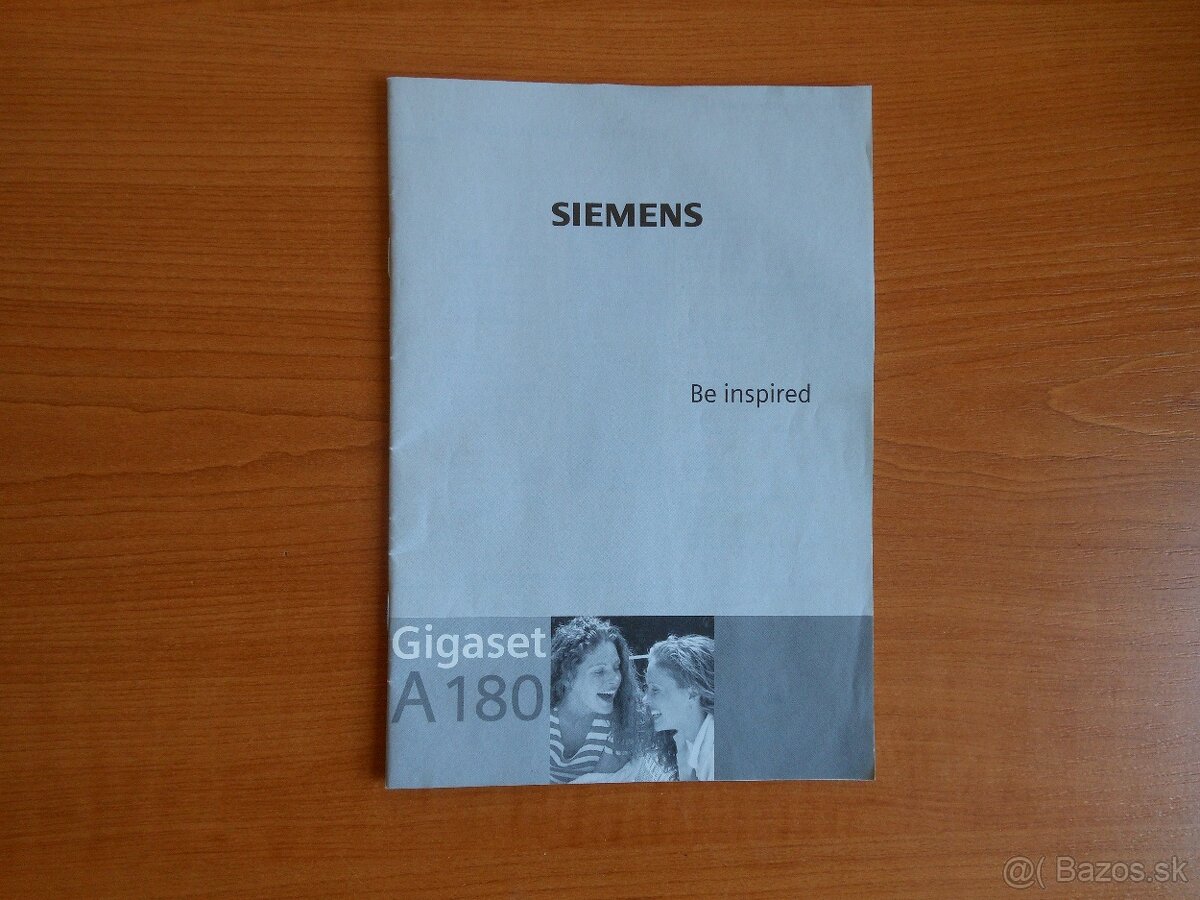 SIEMENS
Be inspired
Gigaset
A180
@( Bazos.sk